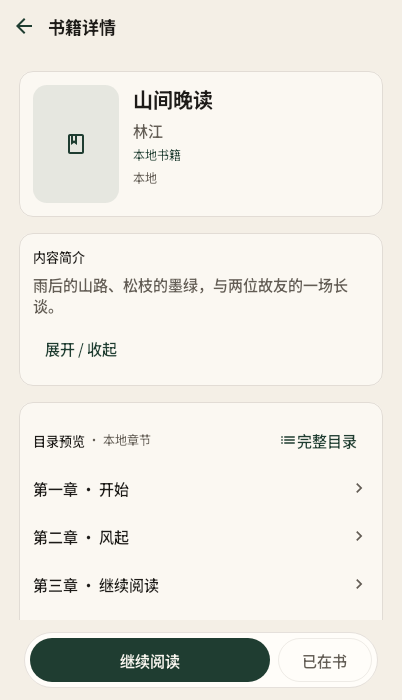 书籍详情
山间晚读
林江
本地书籍
本地
内容简介
雨后的山路、松枝的墨绿，与两位故友的一场长
谈。
展开 / 收起
目录预览 · 本地章节
完整目录
第一章 · 开始
第二章 · 风起
第三章 · 继续阅读
继续阅读
已在书